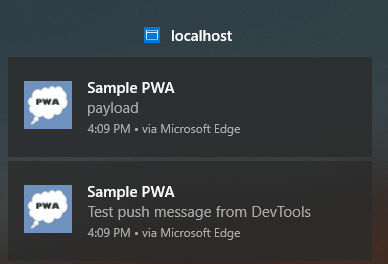 localhost
PWA
Sample PWA
payload
4:09 PM • via Microsoft Edge
PWA
Sample PWA
Test push message from DevTools
4:09 PM • via Microsoft Edge